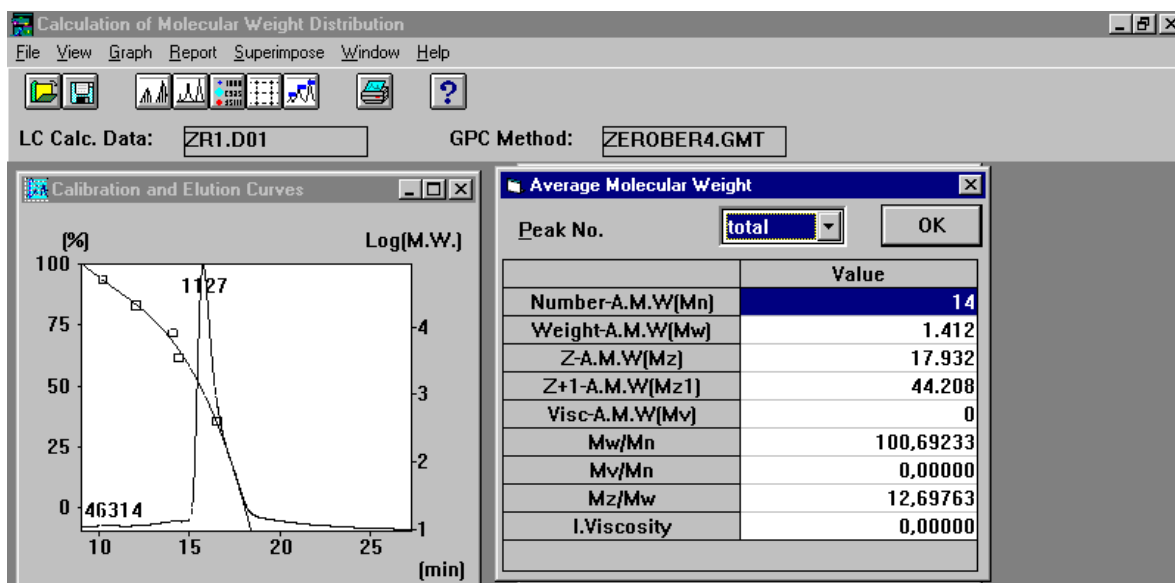 Calculation of Molecular Weight Distribution
File View Graph Report Superimpose Window Help
LC Calc. Data: ZR1.D01 GPC Method: ZEROBER4.GMT
Calibration and Elution Curves
(%) Log(M.W.)
100
75
50
25
0
1127
46314
4
3
2
1
10 15 20 25
(min)
Average Molecular Weight
Peak No. total OK
Value
Number-A.M.W(Mn) 14
Weight-A.M.W(Mw) 1.412
Z-A.M.W(Mz) 17.932
Z+1-A.M.W(Mz1) 44.208
Visc-A.M.W(Mv) 0
Mw/Mn 100,69233
Mv/Mn 0,00000
Mz/Mw 12,69763
I.Viscosity 0,00000